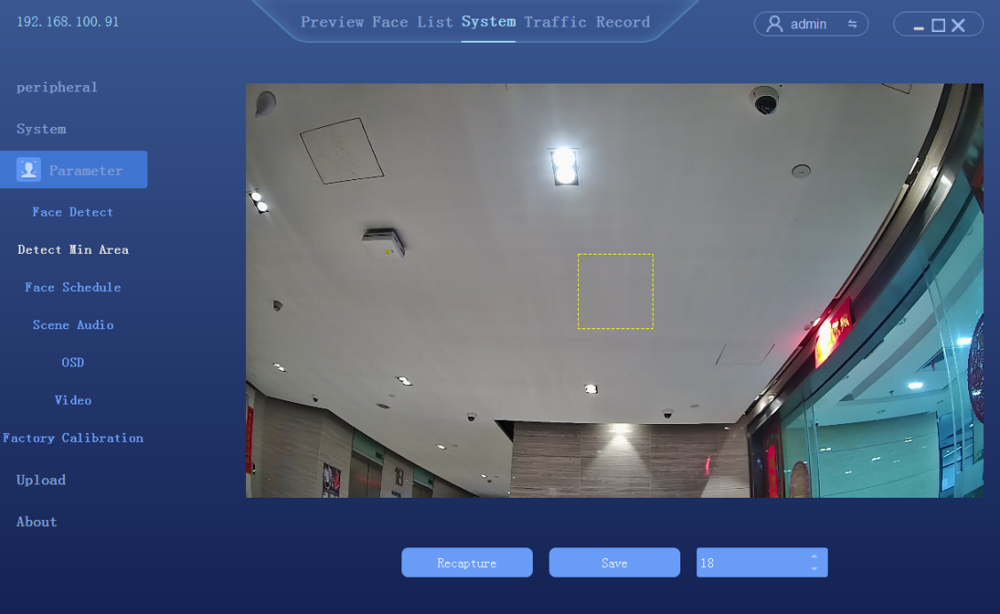 192.168.100.91
Preview Face List System Traffic Record
admin
peripheral
System
Parameter
Face Detect
Detect Min Area
Face Schedule
Scene Audio
OSD
Video
Factory Calibration
Upload
About
18
Recapture
Save
18